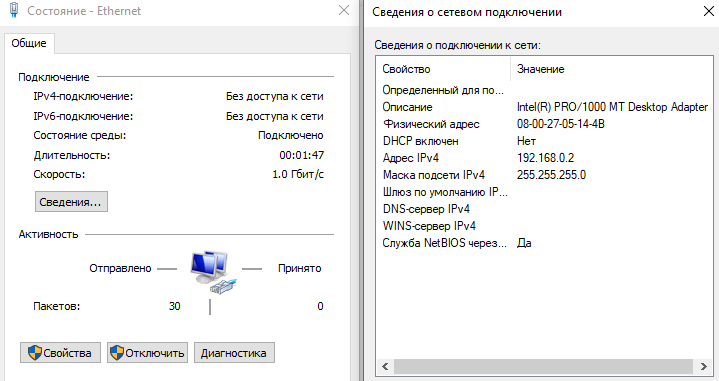 Состояние - Ethernet
Общие
Подключение
IPv4-подключение: Без доступа к сети
IPv6-подключение: Без доступа к сети
Состояние среды: Подключено
Длительность: 00:01:47
Скорость: 1.0 Гбит/с
Сведения...
Активность
Отправлено Принято
Пакетов: 30 0
Свойства Отключить Диагностика
Сведения о сетевом подключении
Сведения о подключении к сети:
Свойство Значение
Определенный для по...
Описание Intel(R) PRO/1000 MT Desktop Adapter
Физический адрес 08-00-27-05-14-4B
DHCP включен Нет
Адрес IPv4 192.168.0.2
Маска подсети IPv4 255.255.255.0
Шлюз по умолчанию IP...
DNS-сервер IPv4
WINS-сервер IPv4
Служба NetBIOS через... Да